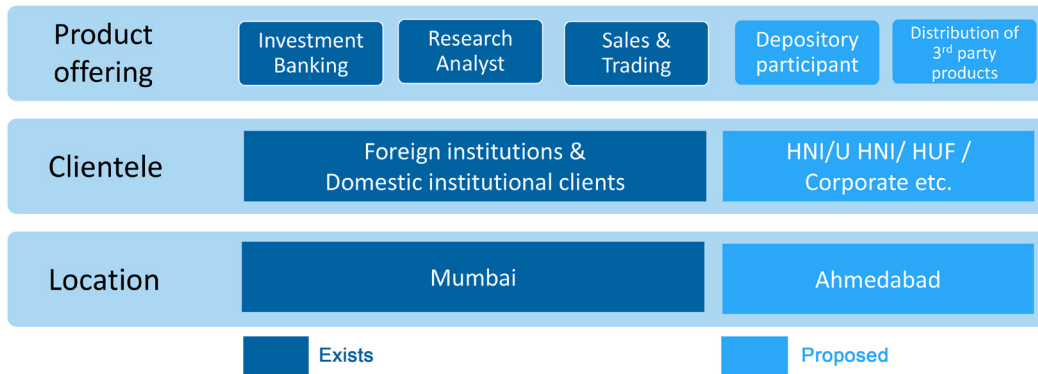 Product
offering
Investment
Banking
Research
Analyst
Sales &
Trading
Depository
participant
Distribution of
3rd party
products
Clientele
Foreign institutions &
Domestic institutional clients
HNI/U HNI/ HUF /
Corporate etc.
Location
Mumbai
Ahmedabad
Exists
Proposed